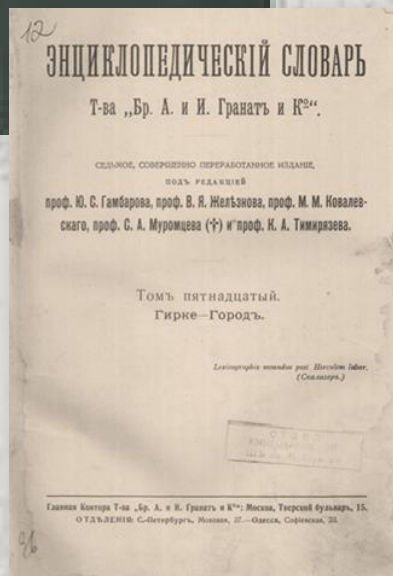 12
ЭНЦИКЛОПЕДИЧЕСКІЙ СЛОВАРЬ
Т-ва „Бр. А. и И. Гранатъ и К⁰“.
СЕДЬМОЕ, СОВЕРШЕННО ПЕРЕРАБОТАННОЕ ИЗДАНІЕ,
ПОДЪ РЕДАКЦІЕЙ
проф. Ю. С. Гамбарова, проф. В. Я. Желѣзнова, проф. М. М. Ковалев-
скаго, проф. С. А. Муромцева (✝) и проф. К. А. Тимирязева.
Томъ пятнадцатый.
Гирке—Городъ.
Lexicographis secundus post Herculem labor.
(Скалигеръ.)
Главная Контора Т-ва „Бр. А. и И. Гранатъ и К⁰“: Москва, Тверской бульваръ, 15.
ОТДѢЛЕНІЯ: С.-Петербургъ, Моховая, 37.—Одесса, Софіевская,